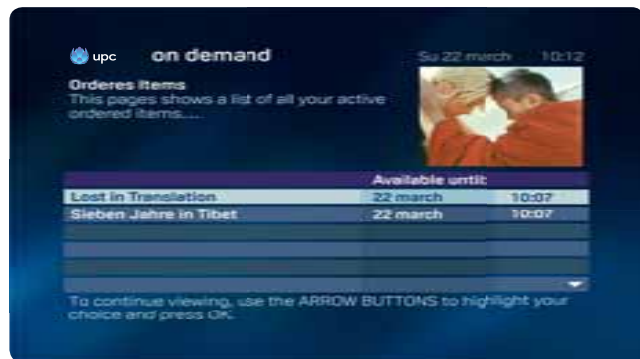 upc on demand Su 22 march 10:12
Orderes Items
This pages shows a list of all your active
ordered items....
Available until:
Lost in Translation 22 march 10:07
Sieben Jahre in Tibet 22 march 10:07
To continue viewing, use the ARROW BUTTONS to highlight your
choice and press OK.